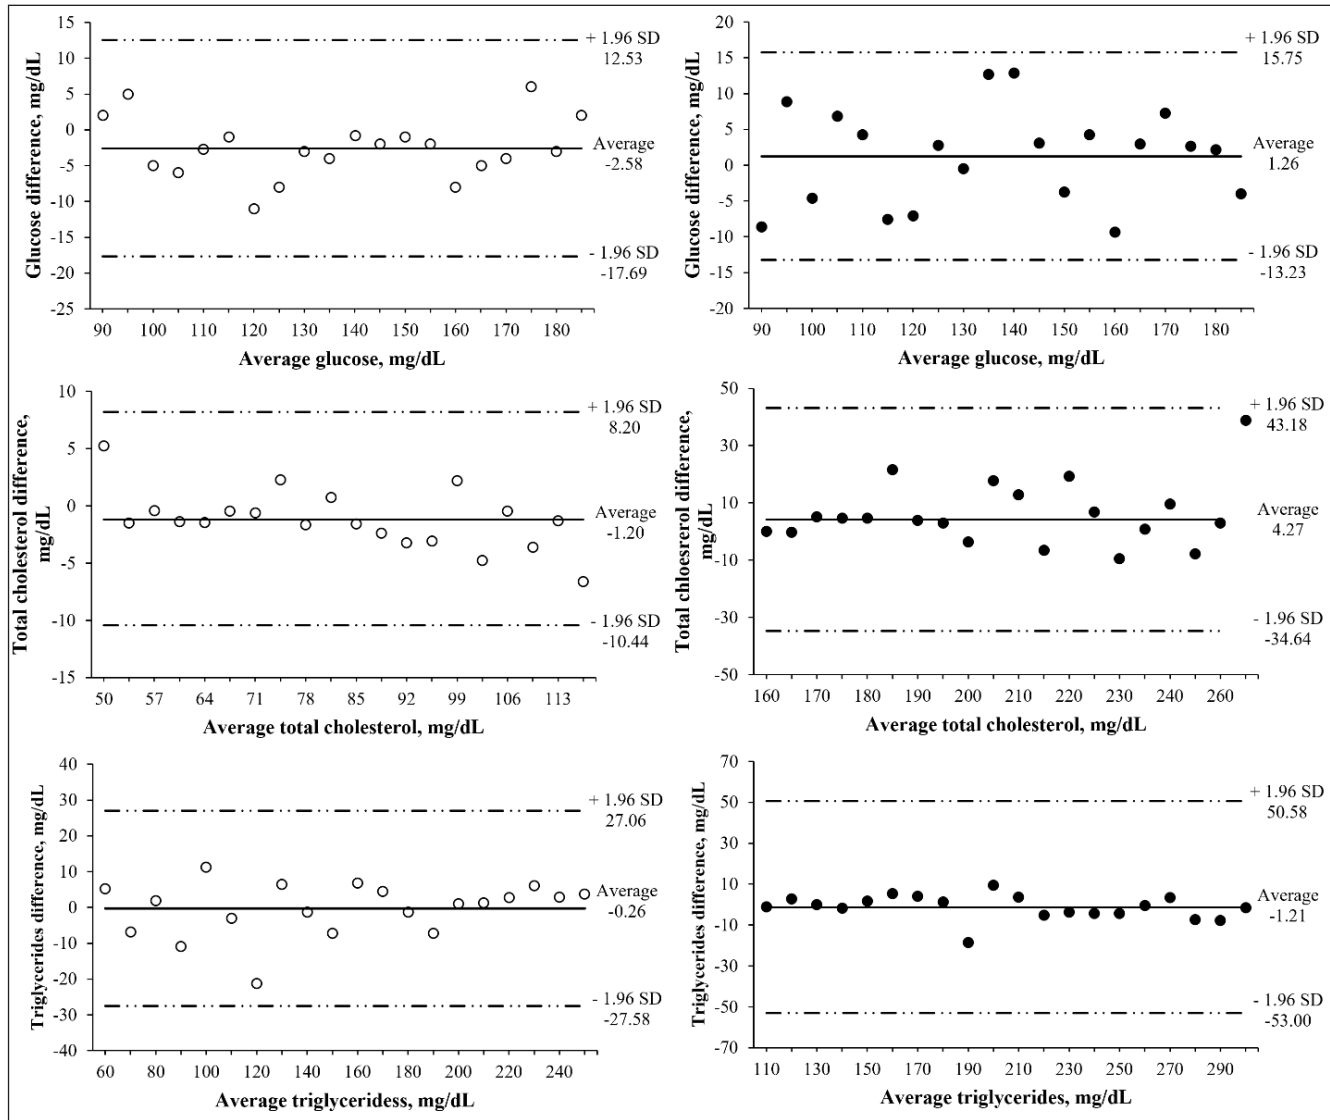 Glucose difference, mg/dL
15
10
5
0
-5
-10
-15
-20
-25
+ 1.96 SD
12.53
Average
-2.58
- 1.96 SD
-17.69
90 100 110 120 130 140 150 160 170 180
Average glucose, mg/dL
Glucose difference, mg/dL
20
15
10
5
0
-5
-10
-15
-20
+ 1.96 SD
15.75
Average
1.26
- 1.96 SD
-13.23
90 100 110 120 130 140 150 160 170 180
Average glucose, mg/dL
Total cholesterol difference,
mg/dL
10
5
0
-5
-10
-15
+ 1.96 SD
8.20
Average
-1.20
- 1.96 SD
-10.44
50 57 64 71 78 85 92 99 106 113
Average total cholesterol, mg/dL
Total chloesrerol difference,
mg/dL
50
30
10
-10
-30
-50
+ 1.96 SD
43.18
Average
4.27
- 1.96 SD
-34.64
160 170 180 190 200 210 220 230 240 260
Average total cholesterol, mg/dL
Triglycerides difference, mg/dL
40
30
20
10
0
-10
-20
-30
-40
+ 1.96 SD
27.06
Average
-0.26
- 1.96 SD
-27.58
60 80 100 120 140 160 180 200 220 240
Average triglyceridess, mg/dL
Triglycerides difference, mg/dL
70
50
30
10
-10
-30
-50
-70
+ 1.96 SD
50.58
Average
-1.21
- 1.96 SD
-53.00
110 130 150 170 190 210 230 250 270 290
Average triglycerides, mg/dL